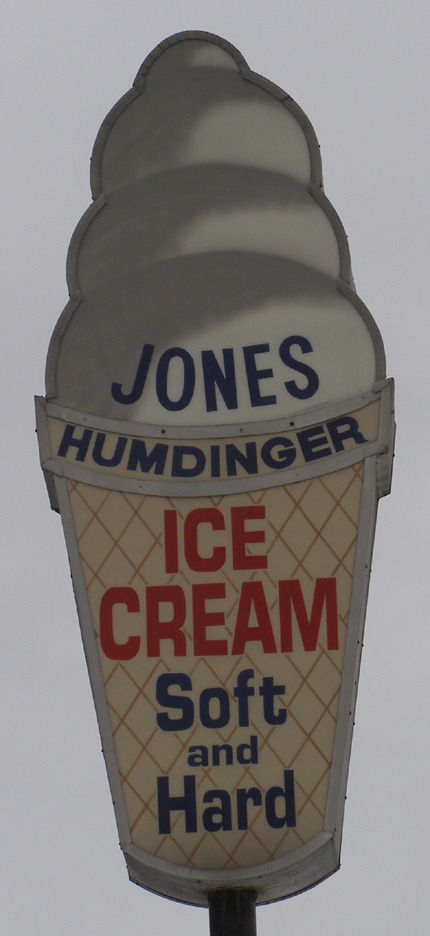 JONES
HUMDINGER
ICE
CREAM
Soft
and
Hard